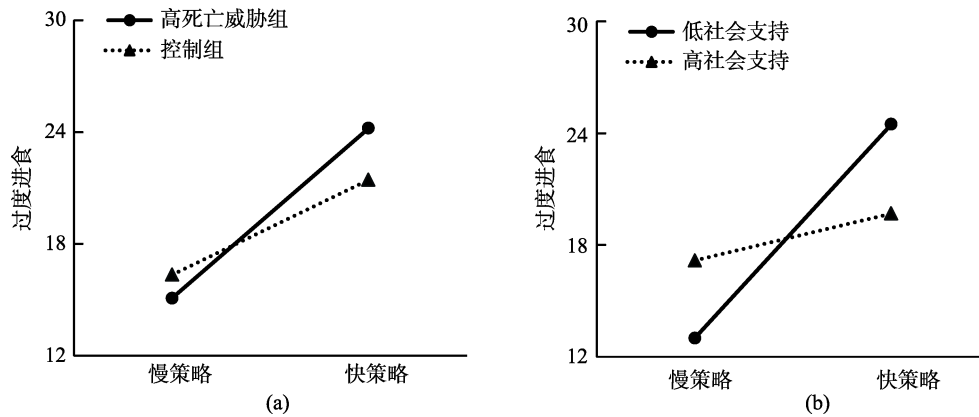 30
高死亡威胁组
控制组
24
过度进食
18
12
慢策略
快策略
(a)
30
低社会支持
高社会支持
24
过度进食
18
12
慢策略
快策略
(b)